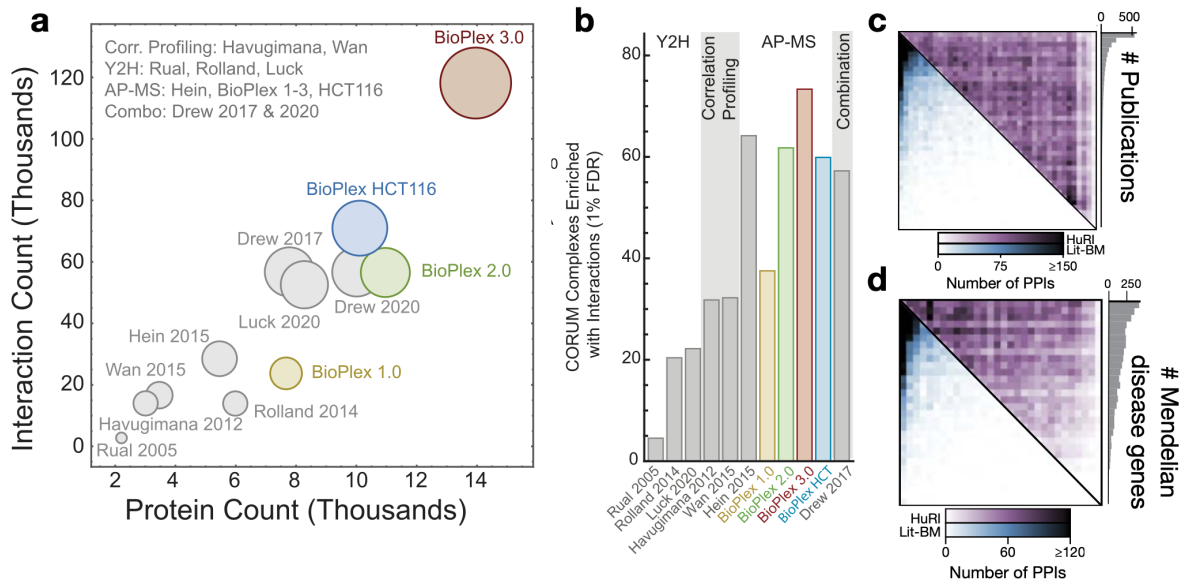 a
BioPlex 3.0
Corr. Profiling: Havugimana, Wan
Y2H: Rual, Rolland, Luck
AP-MS: Hein, BioPlex 1-3, HCT116
Combo: Drew 2017 & 2020
Interaction Count (Thousands)
120
100
80
60
40
20
0
BioPlex HCT116
Drew 2017
BioPlex 2.0
Drew 2020
Luck 2020
Hein 2015
Wan 2015
BioPlex 1.0
Havugimana 2012
Rolland 2014
Rual 2005
2
4
6
8
10
12
14
Protein Count (Thousands)
b
Y2H
Correlation
Profiling
AP-MS
Combination
CORUM Complexes Enriched
with Interactions (1% FDR)
80
60
40
20
0
Rual 2005
Rolland 2014
Luck 2020
Havugimana 2012
Wan 2015
Hein 2015
BioPlex 1.0
BioPlex 2.0
BioPlex 3.0
BioPlex HCT
Drew 2017
c
0 500
# Publications
HuRI
Lit-BM
0 75 ≥150
Number of PPIs
d
0 250
# Mendelian
disease genes
HuRI
Lit-BM
0 60 ≥120
Number of PPIs